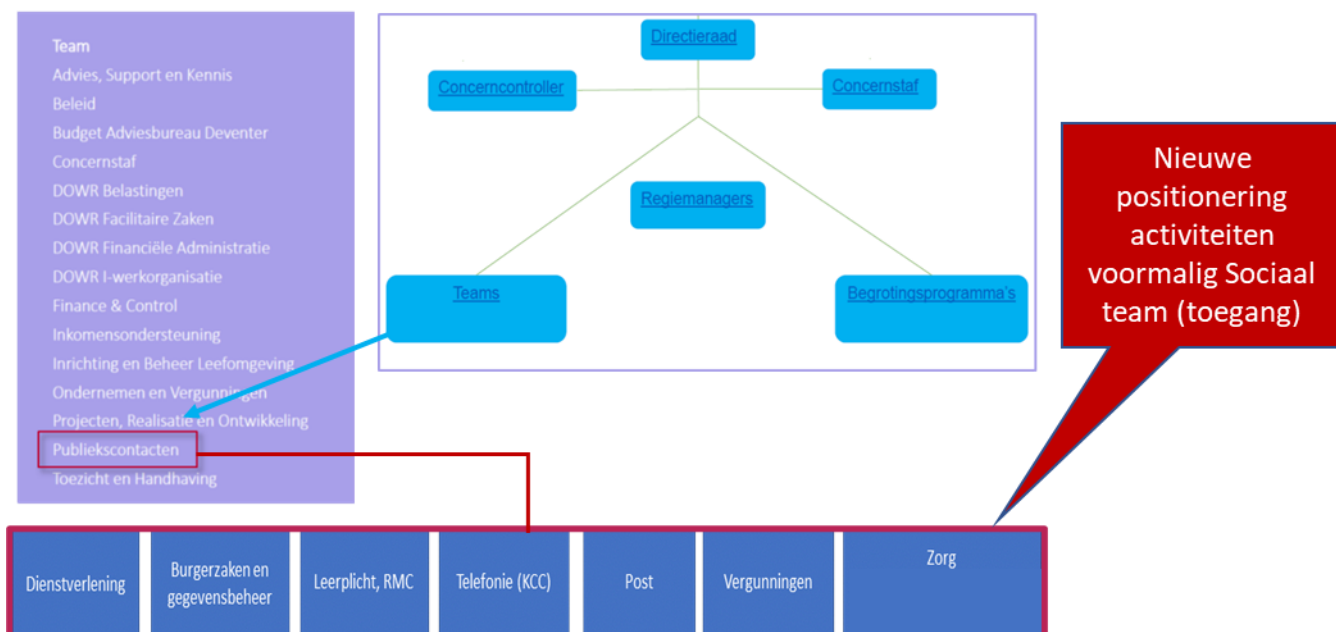 Team
Advies, Support en Kennis
Beleid
Budget Adviesbureau Deventer
Concernstaf
DOWR Belastingen
DOWR Facilitaire Zaken
DOWR Financiële Administratie
DOWR I-werkorganisatie
Finance & Control
Inkomensondersteuning
Inrichting en Beheer Leefomgeving
Ondernemen en Vergunningen
Projecten, Realisatie en Ontwikkeling
Publiekscontacten
Toezicht en Handhaving
Directieraad
Concerncontroller
Concernstaf
Regiemanagers
Teams
Begrotingsprogramma's
Nieuwe
positionering
activiteiten
voormalig Sociaal
team (toegang)
Dienstverlening
Burgerzaken en
gegevensbeheer
Leerplicht, RMC
Telefonie (KCC)
Post
Vergunningen
Zorg